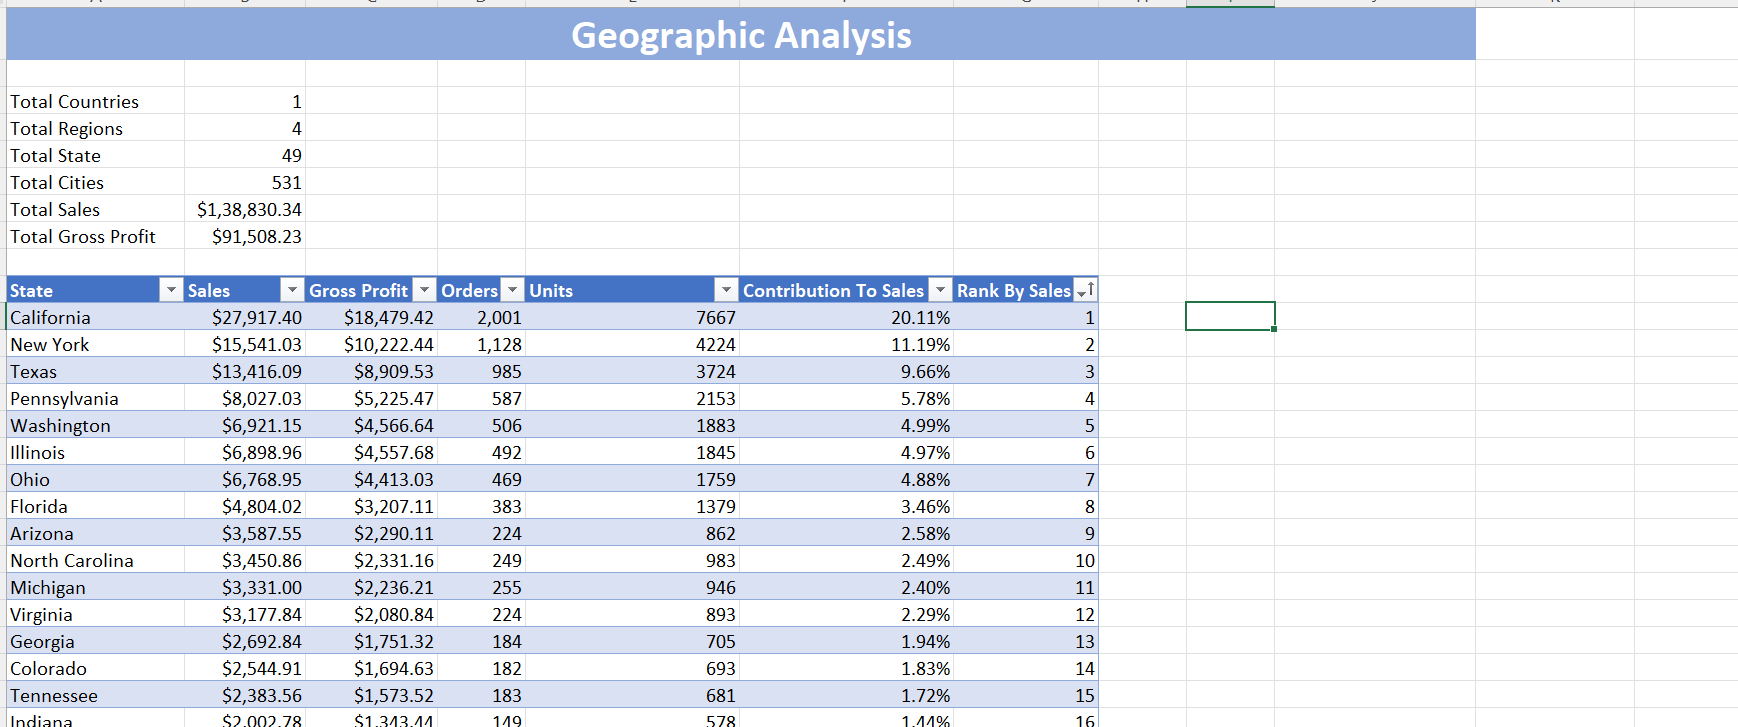 Geographic Analysis
Total Countries 1
Total Regions 4
Total State 49
Total Cities 531
Total Sales $1,38,830.34
Total Gross Profit $91,508.23
State Sales Gross Profit Orders Units Contribution To Sales Rank By Sales
California $27,917.40 $18,479.42 2,001 7667 20.11% 1
New York $15,541.03 $10,222.44 1,128 4224 11.19% 2
Texas $13,416.09 $8,909.53 985 3724 9.66% 3
Pennsylvania $8,027.03 $5,225.47 587 2153 5.78% 4
Washington $6,921.15 $4,566.64 506 1883 4.99% 5
Illinois $6,898.96 $4,557.68 492 1845 4.97% 6
Ohio $6,768.95 $4,413.03 469 1759 4.88% 7
Florida $4,804.02 $3,207.11 383 1379 3.46% 8
Arizona $3,587.55 $2,290.11 224 862 2.58% 9
North Carolina $3,450.86 $2,331.16 249 983 2.49% 10
Michigan $3,331.00 $2,236.21 255 946 2.40% 11
Virginia $3,177.84 $2,080.84 224 893 2.29% 12
Georgia $2,692.84 $1,751.32 184 705 1.94% 13
Colorado $2,544.91 $1,694.63 182 693 1.83% 14
Tennessee $2,383.56 $1,573.52 183 681 1.72% 15
Indiana $2,002.78 $1,343.44 149 578 1.44% 16